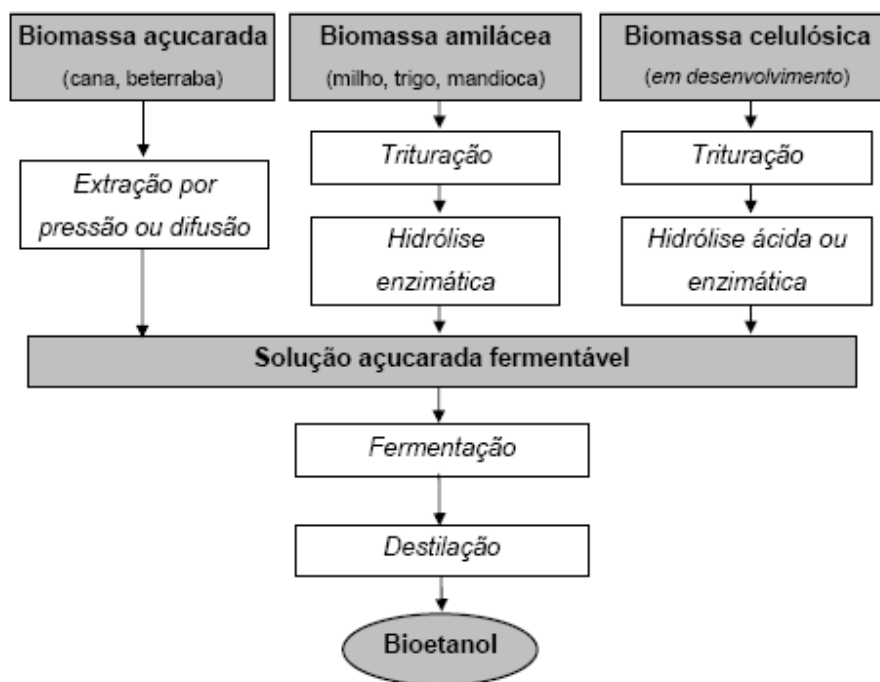 Biomassa açucarada
(cana, beterraba)
Biomassa amilácea
(milho, trigo, mandioca)
Biomassa celulósica
(em desenvolvimento)
Extração por
pressão ou difusão
Trituração
Hidrólise
enzimática
Trituração
Hidrólise ácida ou
enzimática
Solução açucarada fermentável
Fermentação
Destilação
Bioetanol